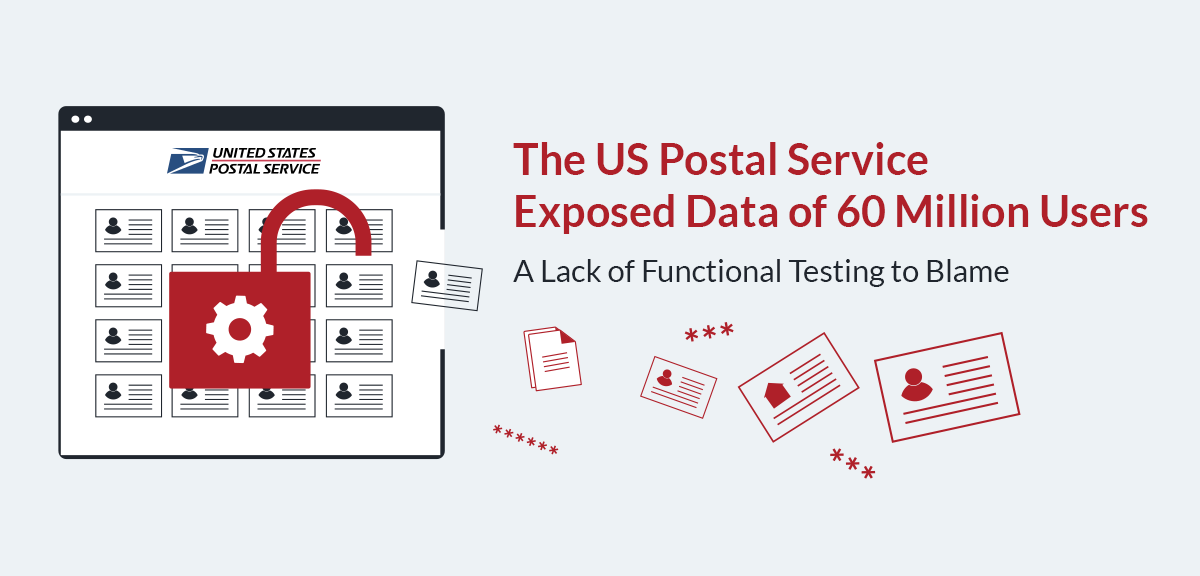 UNITED STATES
POSTAL SERVICE
The US Postal Service
Exposed Data of 60 Million Users
A Lack of Functional Testing to Blame
***
******
***